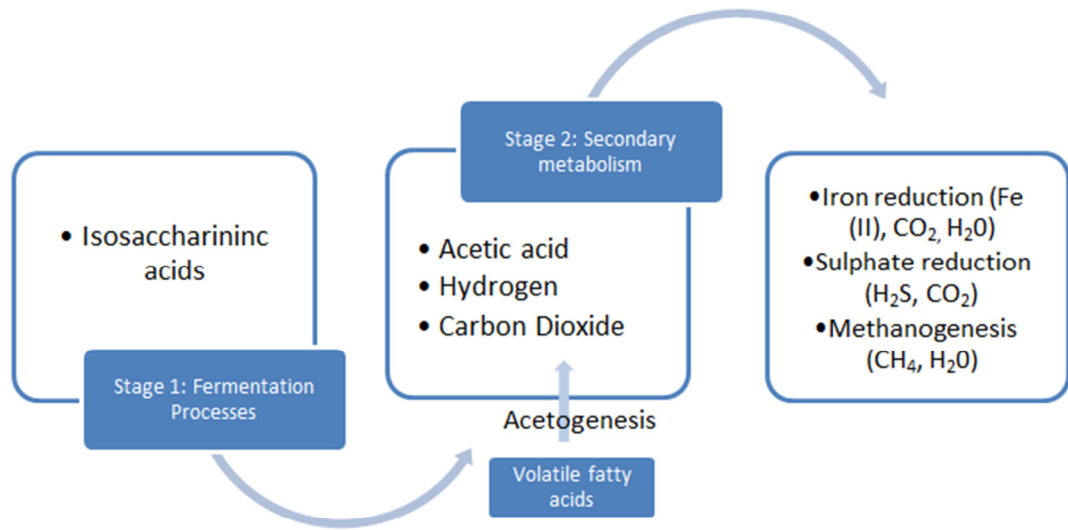 • Isosaccharininc
acids
Stage 1: Fermentation
Processes
Stage 2: Secondary
metabolism
• Acetic acid
• Hydrogen
• Carbon Dioxide
Acetogenesis
Volatile fatty
acids
•Iron reduction (Fe
(II), CO₂, H₂0)
•Sulphate reduction
(H₂S, CO₂)
•Methanogenesis
(CH₄, H₂0)